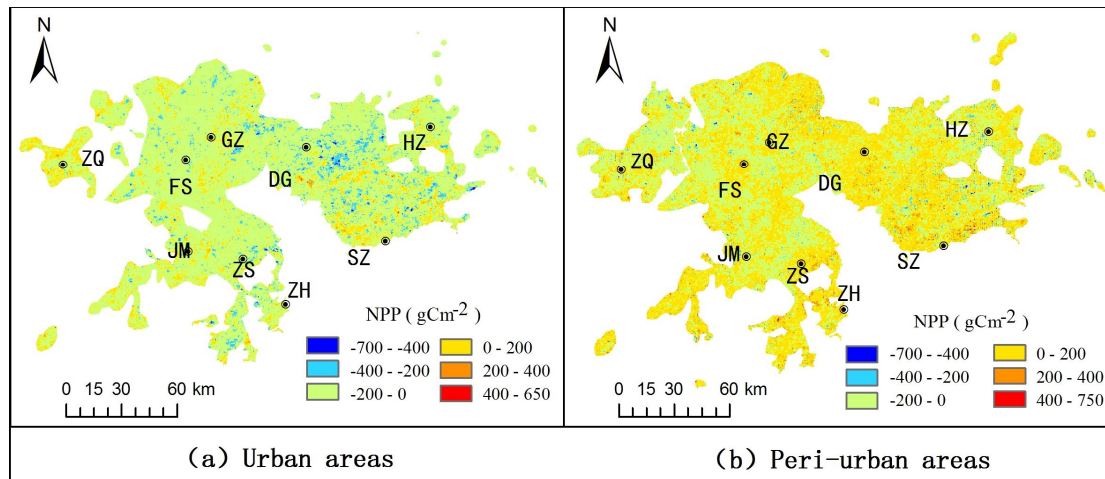 N
GZ
HZ
ZQ
FS
DG
JM
ZS
SZ
ZH
NPP ( gCm-2 )
-700 - -400 0 - 200
-400 - -200 200 - 400
-200 - 0 400 - 650
0 15 30 60 km
(a) Urban areas
N
HZ
GZ
ZQ
FS
DG
JM
ZS
SZ
ZH
NPP ( gCm-2 )
-700 - -400 0 - 200
-400 - -200 200 - 400
-200 - 0 400 - 750
0 15 30 60 km
(b) Peri-urban areas